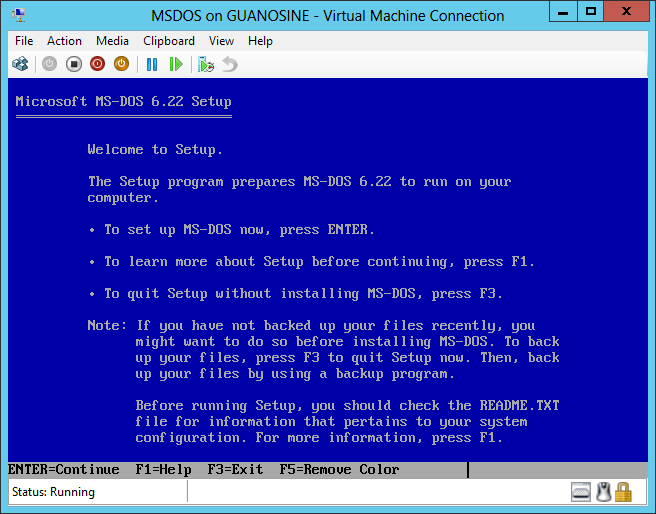 MSDOS on GUANOSINE - Virtual Machine Connection
File Action Media Clipboard View Help
Microsoft MS-DOS 6.22 Setup
Welcome to Setup.
The Setup program prepares MS-DOS 6.22 to run on your
computer.
• To set up MS-DOS now, press ENTER.
• To learn more about Setup before continuing, press F1.
• To quit Setup without installing MS-DOS, press F3.
Note: If you have not backed up your files recently, you
might want to do so before installing MS-DOS. To back
up your files, press F3 to quit Setup now. Then, back
up your files by using a backup program.
Before running Setup, you should check the README.TXT
file for information that pertains to your system
configuration. For more information, press F1.
ENTER=Continue F1=Help F3=Exit F5=Remove Color
Status: Running